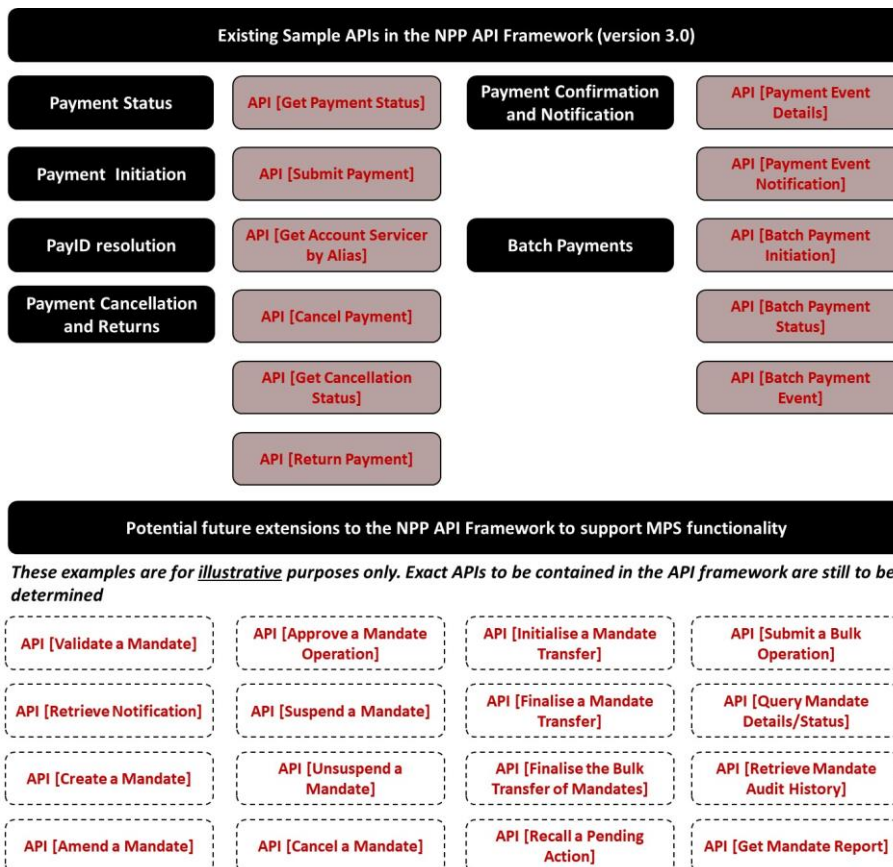 Existing Sample APIs in the NPP API Framework (version 3.0)
Payment Status
API [Get Payment Status]
Payment Confirmation
and Notification
API [Payment Event
Details]
Payment Initiation
API [Submit Payment]
API [Payment Event
Notification]
PayID resolution
API [Get Account Servicer
by Alias]
Batch Payments
API [Batch Payment
Initiation]
Payment Cancellation
and Returns
API [Cancel Payment]
API [Batch Payment
Status]
API [Get Cancellation
Status]
API [Batch Payment
Event]
API [Return Payment]
Potential future extensions to the NPP API Framework to support MPS functionality
These examples are for illustrative purposes only. Exact APIs to be contained in the API framework are still to be
determined
API [Validate a Mandate]
API [Approve a Mandate
Operation]
API [Initialise a Mandate
Transfer]
API [Submit a Bulk
Operation]
API [Retrieve Notification]
API [Suspend a Mandate]
API [Finalise a Mandate
Transfer]
API [Query Mandate
Details/Status]
API [Create a Mandate]
API [Unsuspend a
Mandate]
API [Finalise the Bulk
Transfer of Mandates]
API [Retrieve Mandate
Audit History]
API [Amend a Mandate]
API [Cancel a Mandate]
API [Recall a Pending
Action]
API [Get Mandate Report]